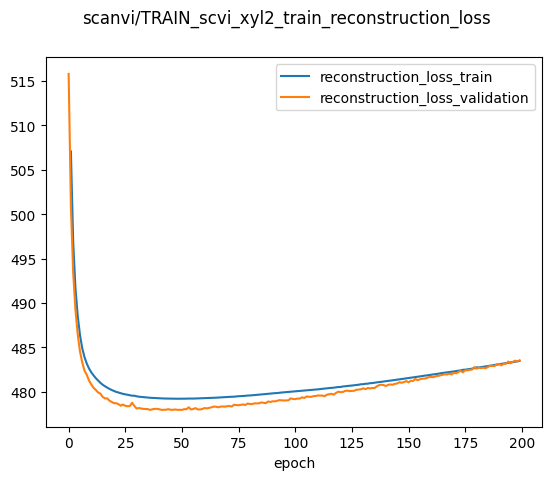 scanvi/TRAIN_scvi_xyl2_train_reconstruction_loss
reconstruction_loss_train
reconstruction_loss_validation
515
510
505
500
495
490
485
480
0 25 50 75 100 125 150 175 200
epoch